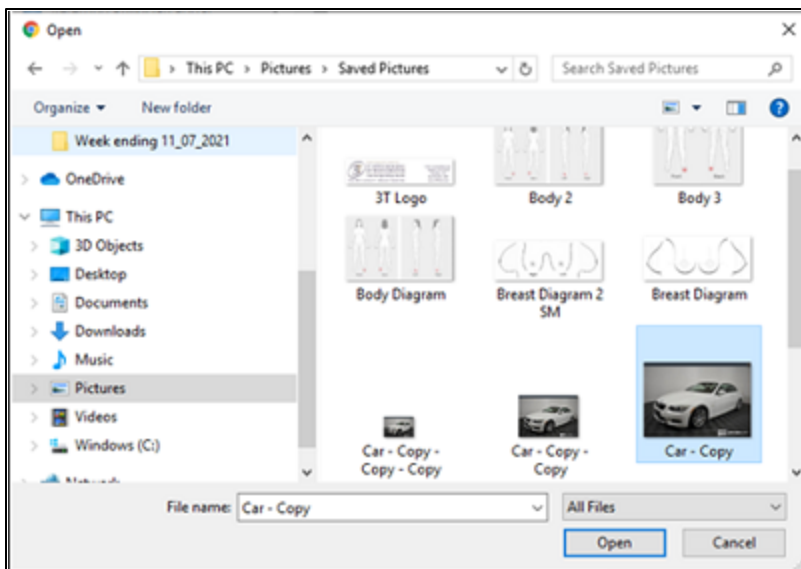 Open
This PC > Pictures > Saved Pictures
Search Saved Pictures
Organize
New folder
Week ending 11_07_2021
OneDrive
This PC
3D Objects
Desktop
Documents
Downloads
Music
Pictures
Videos
Windows (C:)
3T Logo
Body 2
Body 3
Body Diagram
Breast Diagram 2
SM
Breast Diagram
Car - Copy -
Copy - Copy
Car - Copy -
Copy
Car - Copy
File name:
Car - Copy
All Files
Open
Cancel